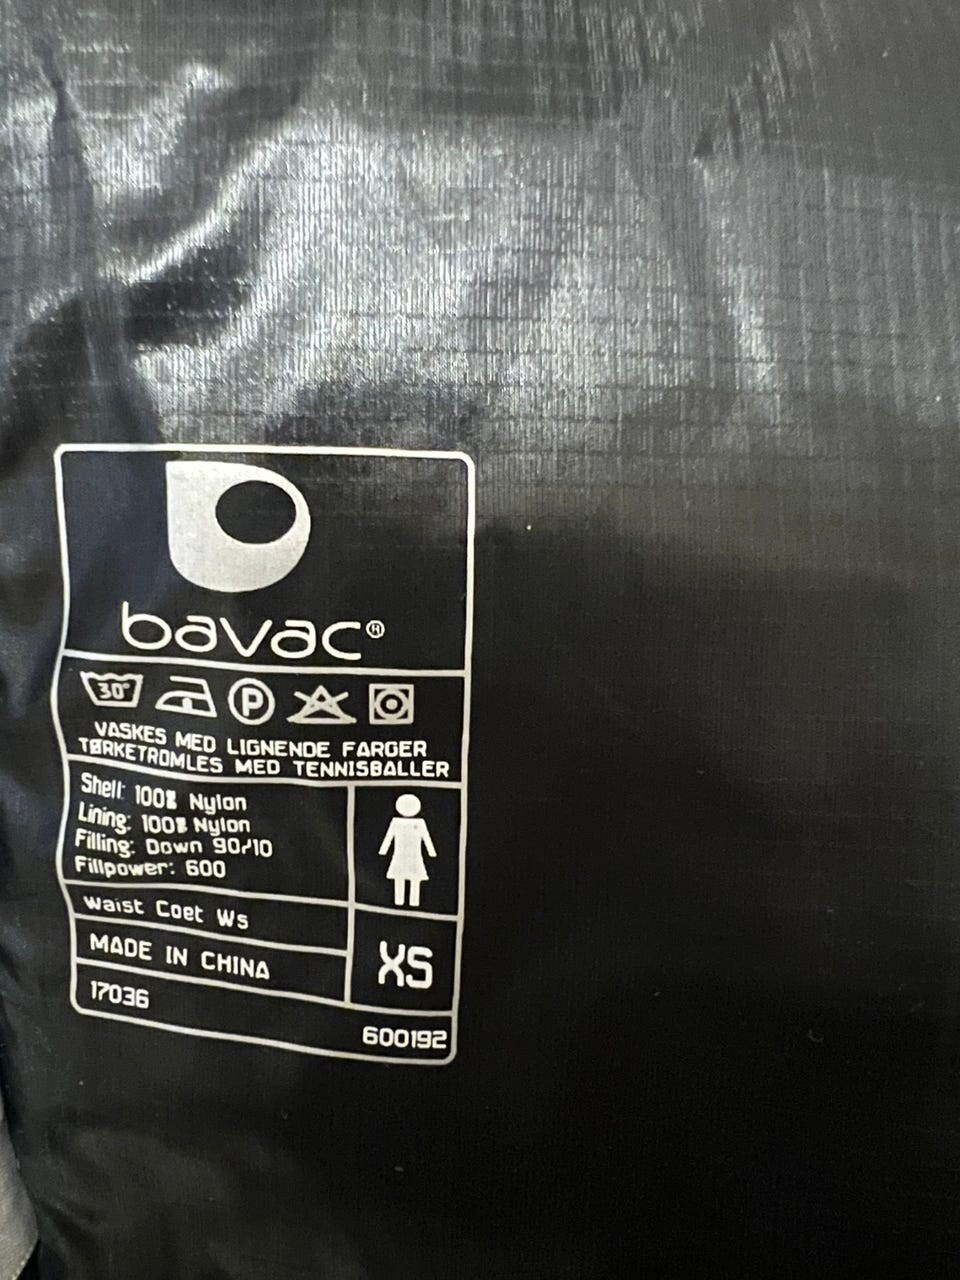 bavac®
30°
P
VASKES MED LIGNENDE FARGER
TØRKETROMLES MED TENNISBALLER
Shell: 100% Nylon
Lining: 100% Nylon
Filling: Down 90/10
Fillpower: 600
Waist Coet Ws
MADE IN CHINA
XS
17036
600192